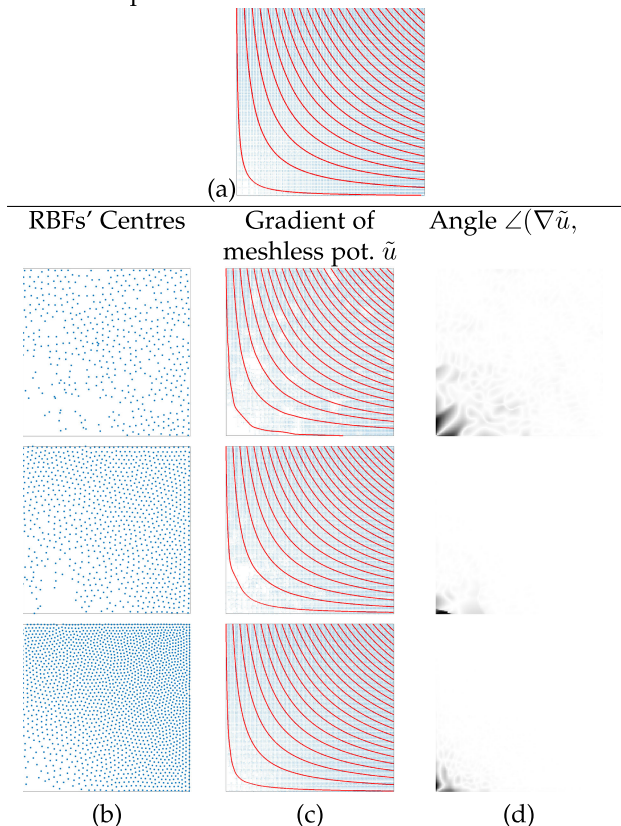 (a)
RBFs' Centres Gradient of Angle ∠(∇ũ,
meshless pot. ũ
(b) (c) (d)